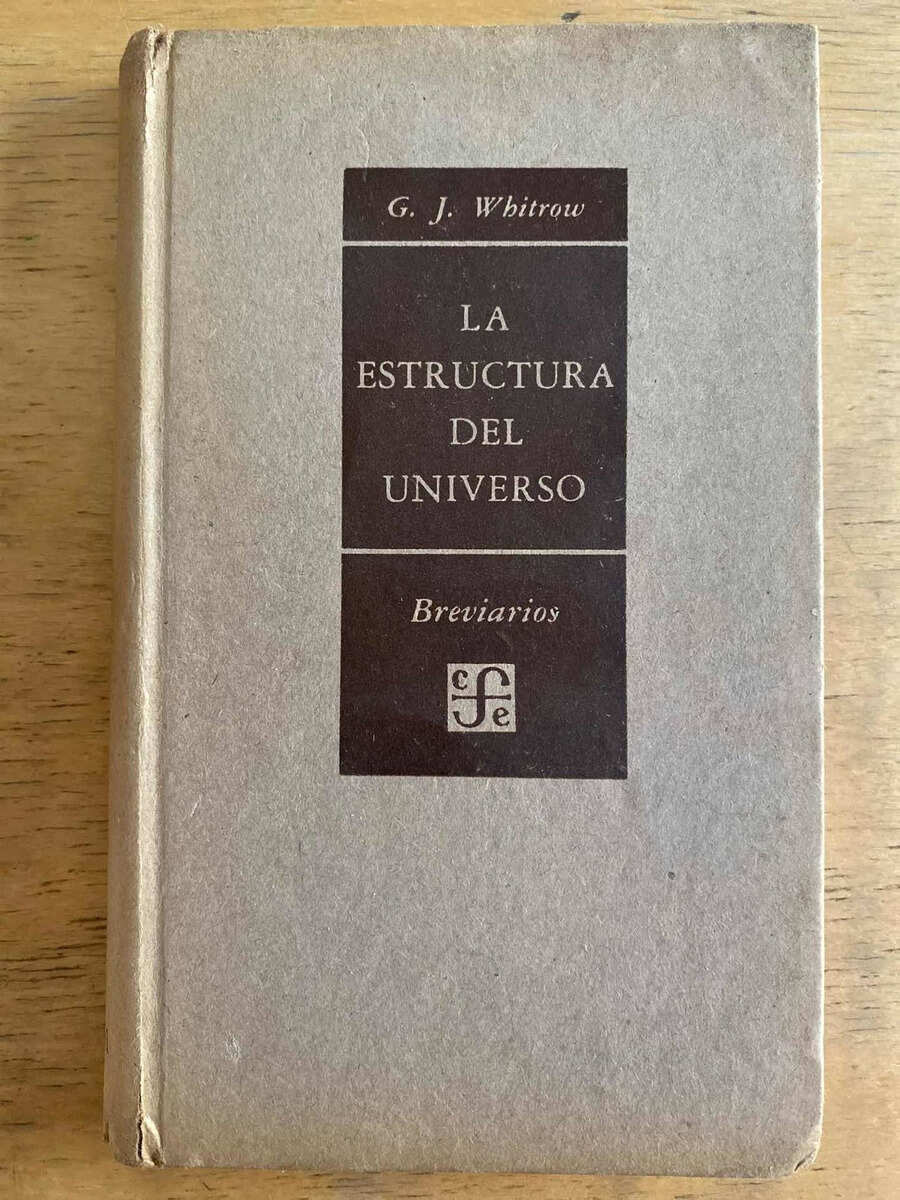 G. J. Whitrow
LA
ESTRUCTURA
DEL
UNIVERSO
Breviarios
cfe